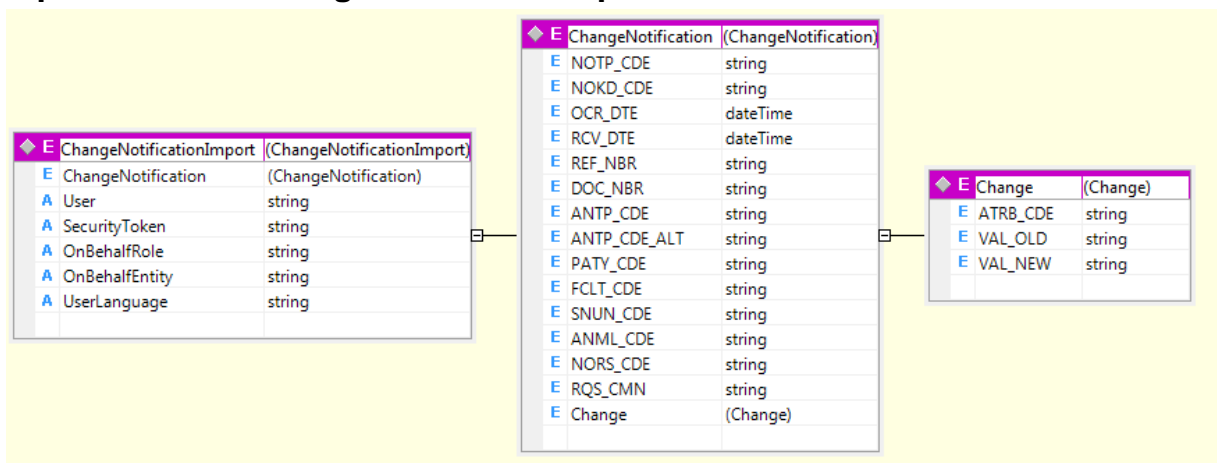 E ChangeNotificationImport (ChangeNotificationImport)
E ChangeNotification (ChangeNotification)
A User string
A SecurityToken string
A OnBehalfRole string
A OnBehalfEntity string
A UserLanguage string
E ChangeNotification (ChangeNotification)
E NOTP_CDE string
E NOKD_CDE string
E OCR_DTE dateTime
E RCV_DTE dateTime
E REF_NBR string
E DOC_NBR string
E ANTP_CDE string
E ANTP_CDE_ALT string
E PATY_CDE string
E FCLT_CDE string
E SNUN_CDE string
E ANML_CDE string
E NORS_CDE string
E RQS_CMN string
E Change (Change)
E Change (Change)
E ATRB_CDE string
E VAL_OLD string
E VAL_NEW string